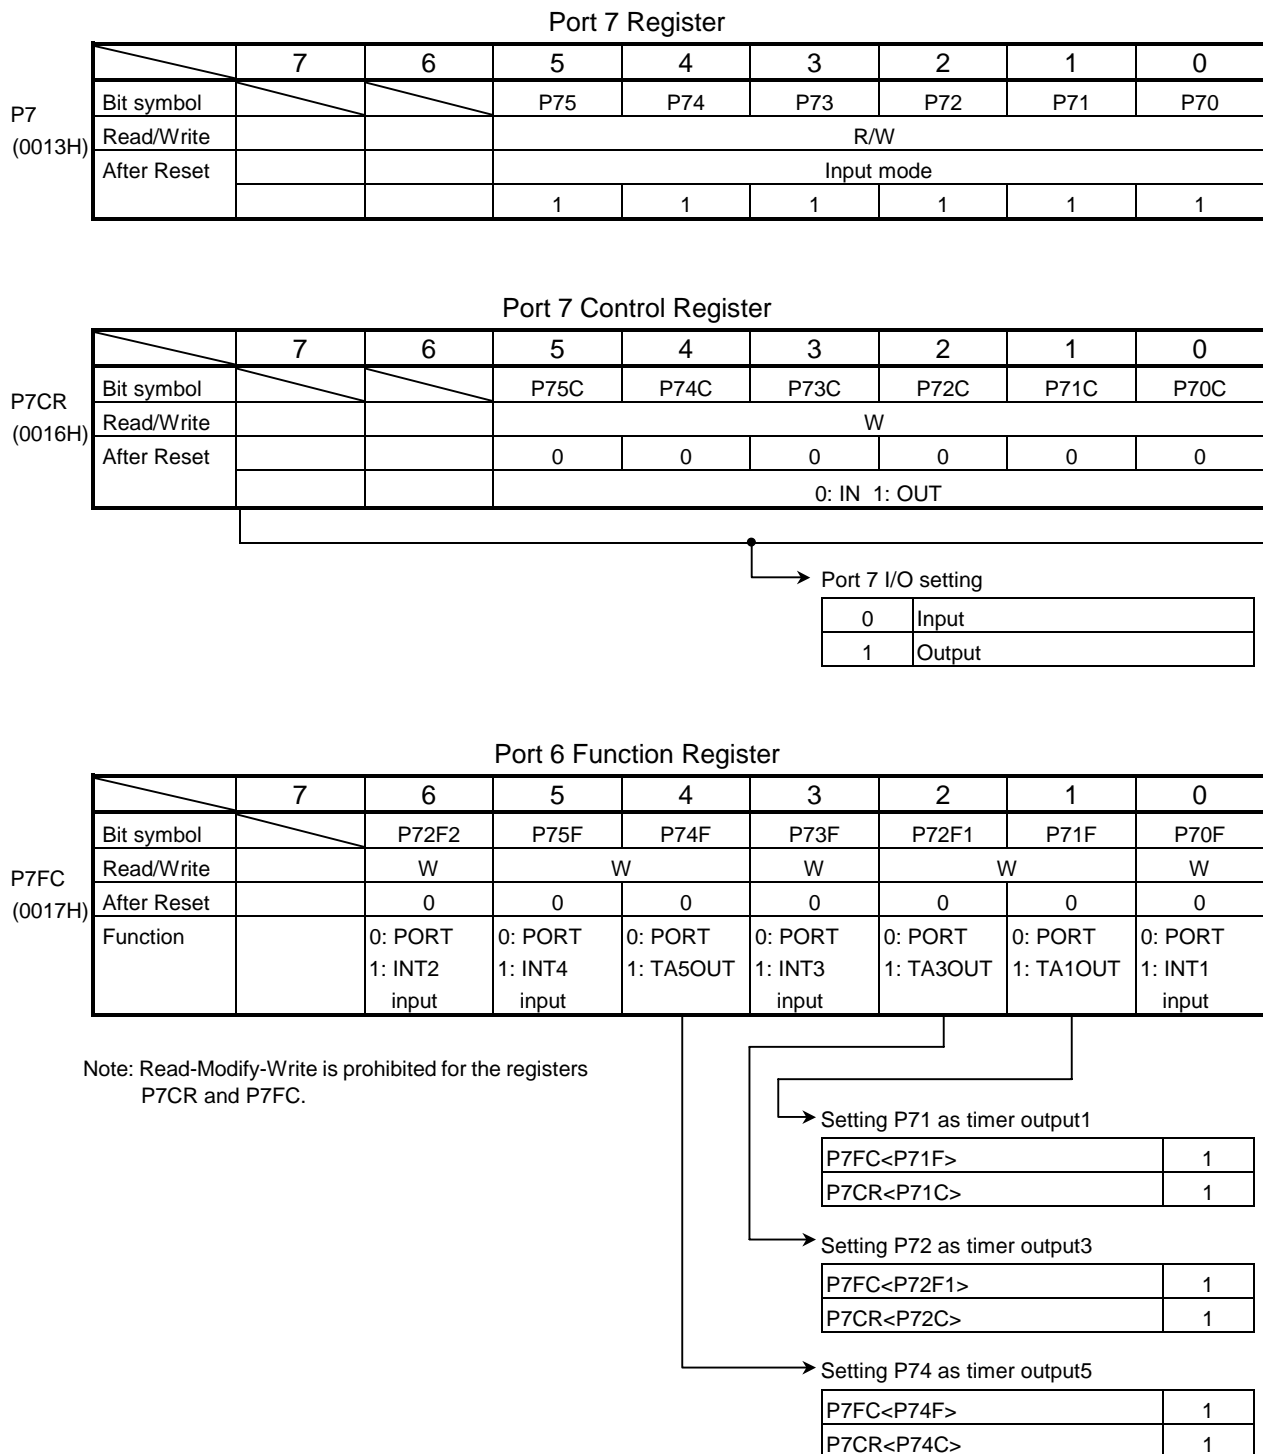 Port 7 Register
7 6 5 4 3 2 1 0
P7
(0013H)
Bit symbol P75 P74 P73 P72 P71 P70
Read/Write R/W
After Reset Input mode
1 1 1 1 1 1
Port 7 Control Register
7 6 5 4 3 2 1 0
P7CR
(0016H)
Bit symbol P75C P74C P73C P72C P71C P70C
Read/Write W
After Reset 0 0 0 0 0 0
0: IN 1: OUT
Port 7 I/O setting
0 Input
1 Output
Port 6 Function Register
7 6 5 4 3 2 1 0
P7FC
(0017H)
Bit symbol P72F2 P75F P74F P73F P72F1 P71F P70F
Read/Write W W W W W
After Reset 0 0 0 0 0 0 0
Function 0: PORT 0: PORT 0: PORT 0: PORT 0: PORT 0: PORT 0: PORT
1: INT2 1: INT4 1: TA5OUT 1: INT3 1: TA3OUT 1: TA1OUT 1: INT1
input input input input
Note: Read-Modify-Write is prohibited for the registers
P7CR and P7FC.
Setting P71 as timer output1
P7FC<P71F> 1
P7CR<P71C> 1
Setting P72 as timer output3
P7FC<P72F1> 1
P7CR<P72C> 1
Setting P74 as timer output5
P7FC<P74F> 1
P7CR<P74C> 1